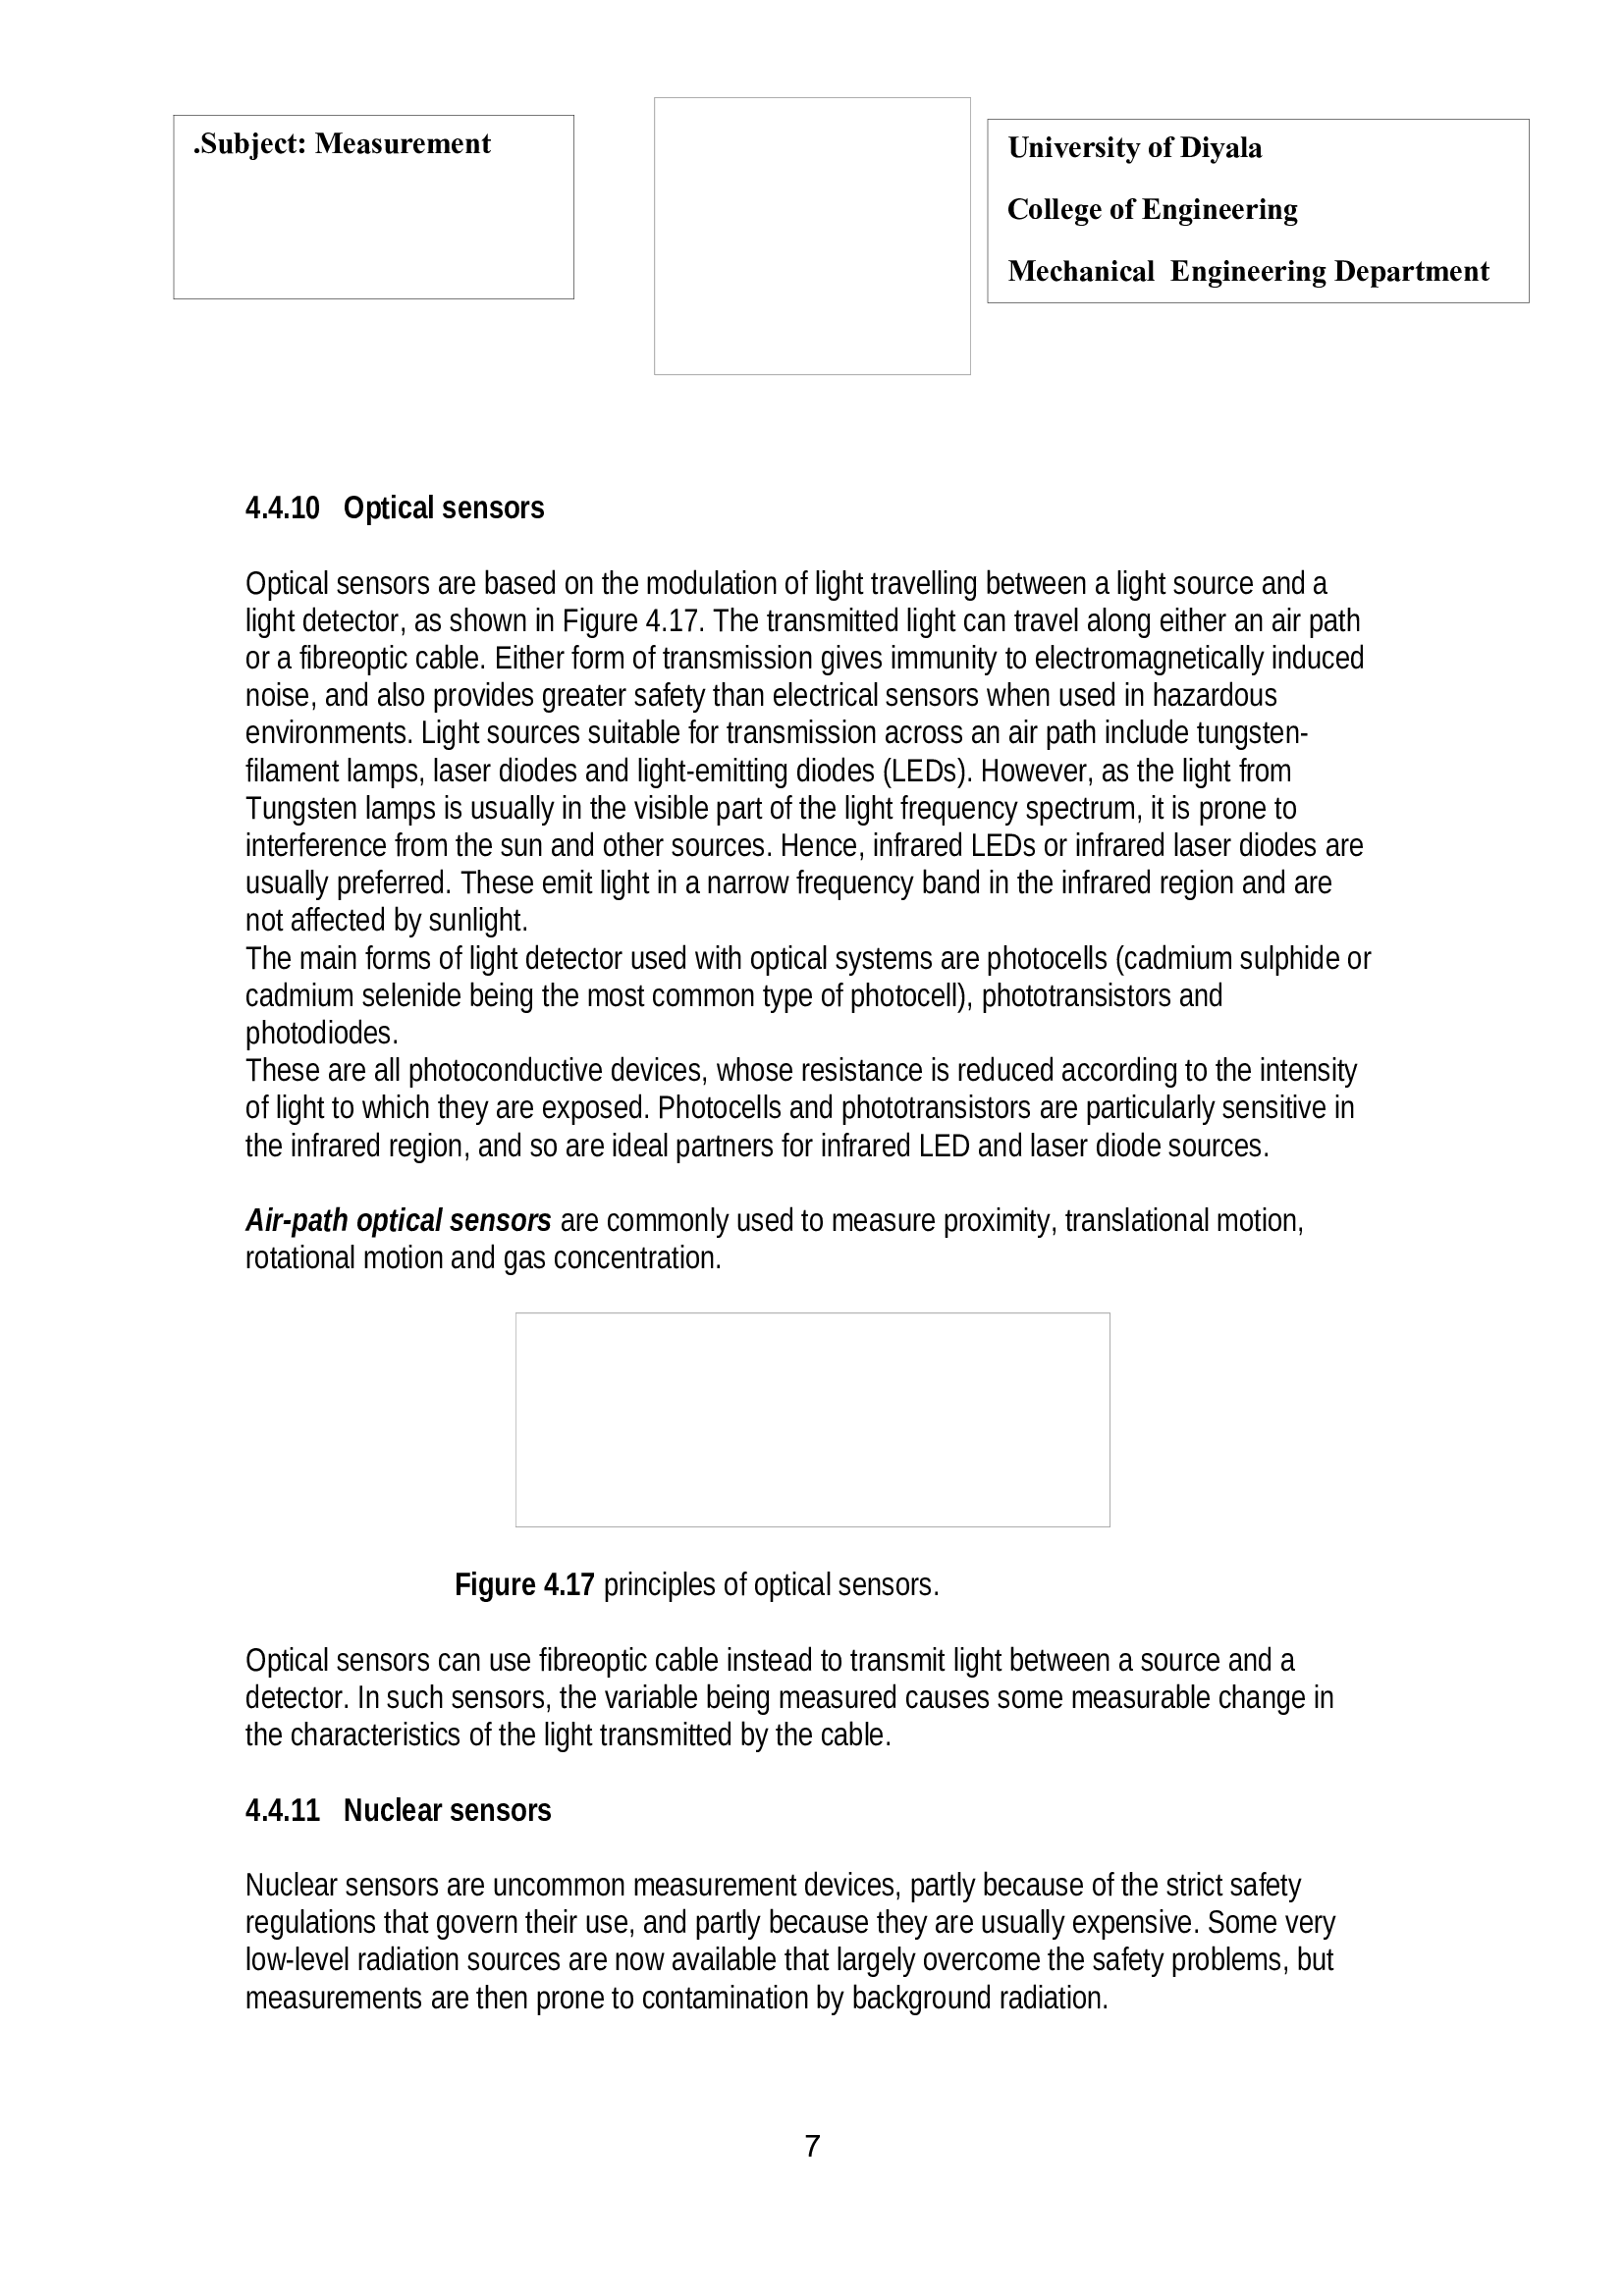 .Subject: Measurement
University of Diyala
College of Engineering
Mechanical  Engineering Department
4.4.10   Optical sensors
Optical sensors are based on the modulation of light travelling between a light source and a
light detector, as shown in Figure 4.17. The transmitted light can travel along either an air path
or a fibreoptic cable. Either form of transmission gives immunity to electromagnetically induced
noise, and also provides greater safety than electrical sensors when used in hazardous
environments. Light sources suitable for transmission across an air path include tungsten-
filament lamps, laser diodes and light-emitting diodes (LEDs). However, as the light from
Tungsten lamps is usually in the visible part of the light frequency spectrum, it is prone to
interference from the sun and other sources. Hence, infrared LEDs or infrared laser diodes are
usually preferred. These emit light in a narrow frequency band in the infrared region and are
not affected by sunlight.
The main forms of light detector used with optical systems are photocells (cadmium sulphide or
cadmium selenide being the most common type of photocell), phototransistors and
photodiodes.
These are all photoconductive devices, whose resistance is reduced according to the intensity
of light to which they are exposed. Photocells and phototransistors are particularly sensitive in
the infrared region, and so are ideal partners for infrared LED and laser diode sources.
Air-path optical sensors are commonly used to measure proximity, translational motion,
rotational motion and gas concentration.
Figure 4.17 principles of optical sensors.
Optical sensors can use fibreoptic cable instead to transmit light between a source and a
detector. In such sensors, the variable being measured causes some measurable change in
the characteristics of the light transmitted by the cable.
4.4.11   Nuclear sensors
Nuclear sensors are uncommon measurement devices, partly because of the strict safety
regulations that govern their use, and partly because they are usually expensive. Some very
low-level radiation sources are now available that largely overcome the safety problems, but
measurements are then prone to contamination by background radiation.
7